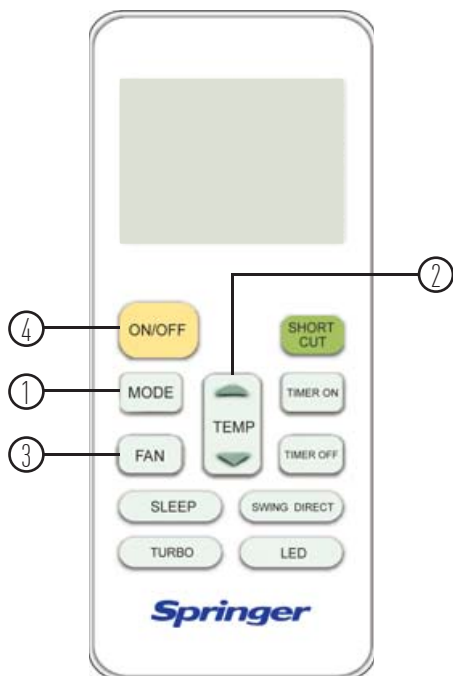 2
4
ON/OFF
SHORT
CUT
1
MODE
TEMP
TIMER ON
3
FAN
TIMER OFF
SLEEP
SWING DIRECT
TURBO
LED
Springer